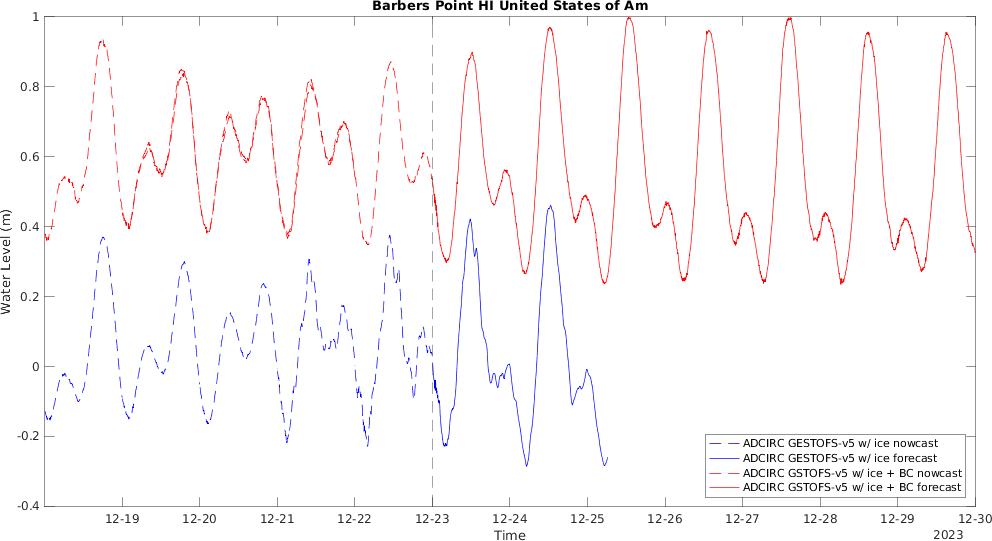 Barbers Point HI United States of Am
1
0.8
0.6
0.4
0.2
0
-0.2
-0.4
Water Level (m)
ADCIRC GESTOFS-v5 w/ ice nowcast
ADCIRC GESTOFS-v5 w/ ice forecast
ADCIRC GSTOFS-v5 w/ ice + BC nowcast
ADCIRC GSTOFS-v5 w/ ice + BC forecast
12-19 12-20 12-21 12-22 12-23 12-24 12-25 12-26 12-27 12-28 12-29 12-30
Time
2023